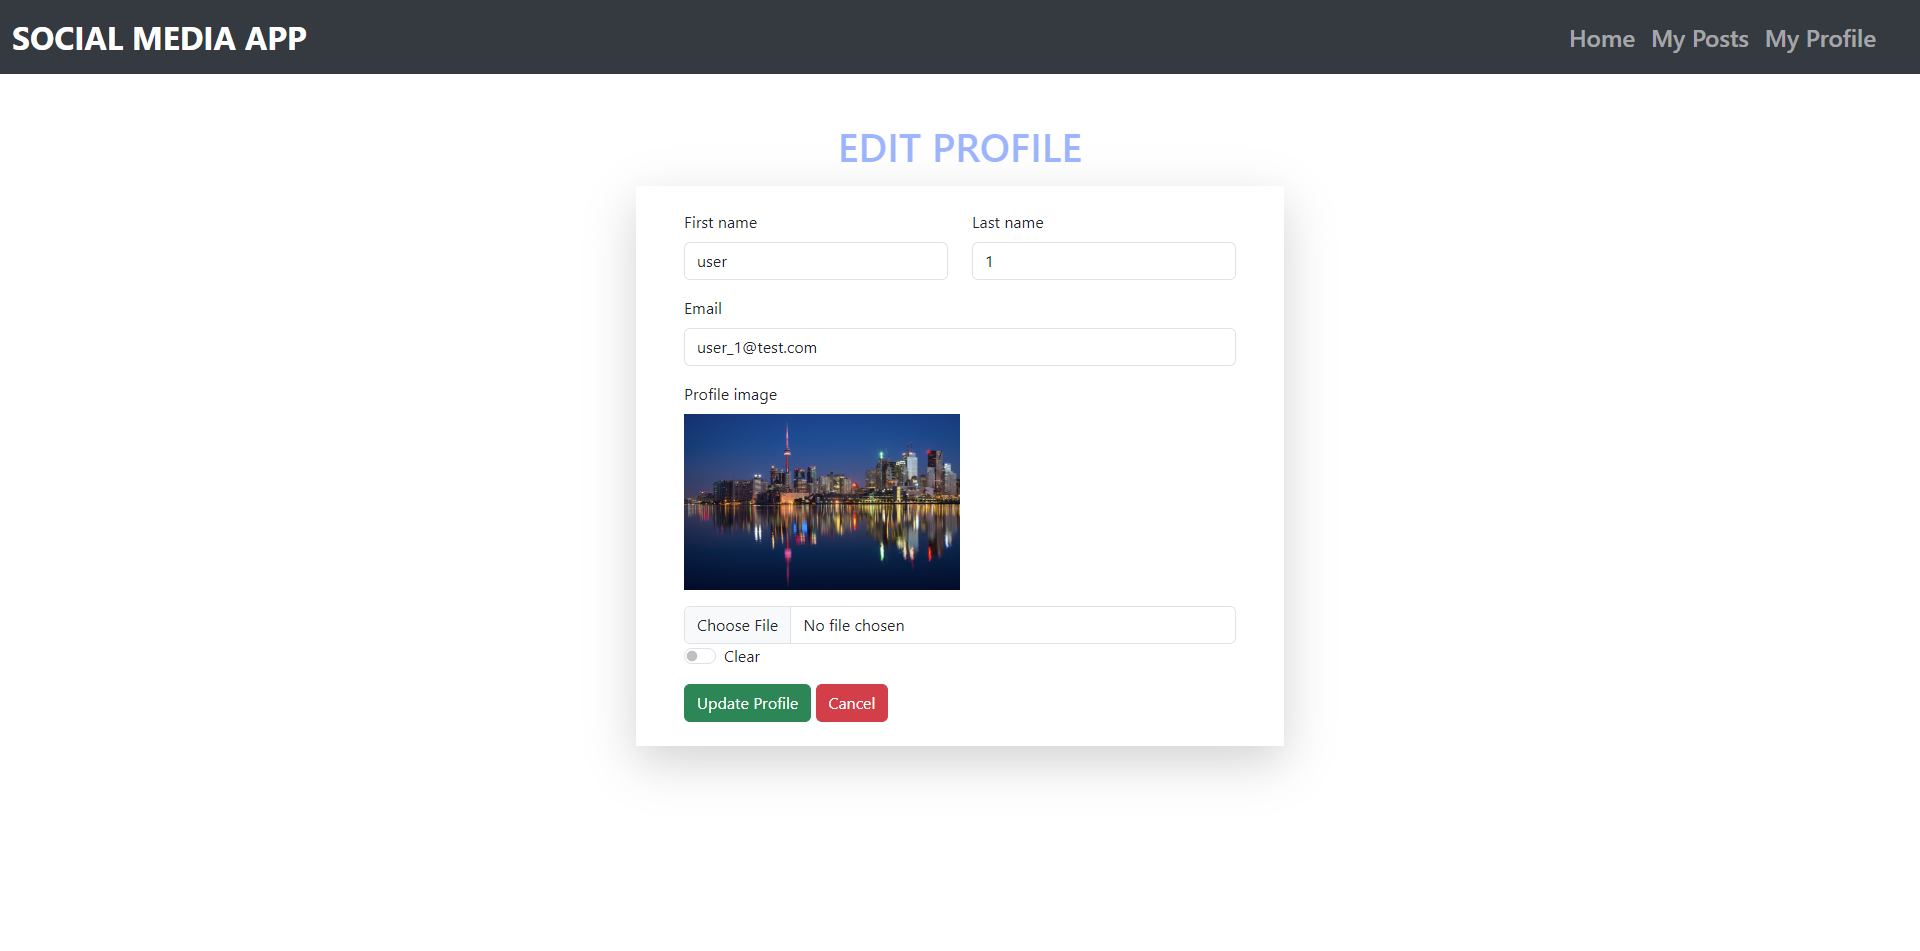 SOCIAL MEDIA APP Home My Posts My Profile
EDIT PROFILE
First name Last name
user 1
Email
user_1@test.com
Profile image
Choose File No file chosen
Clear
Update Profile Cancel